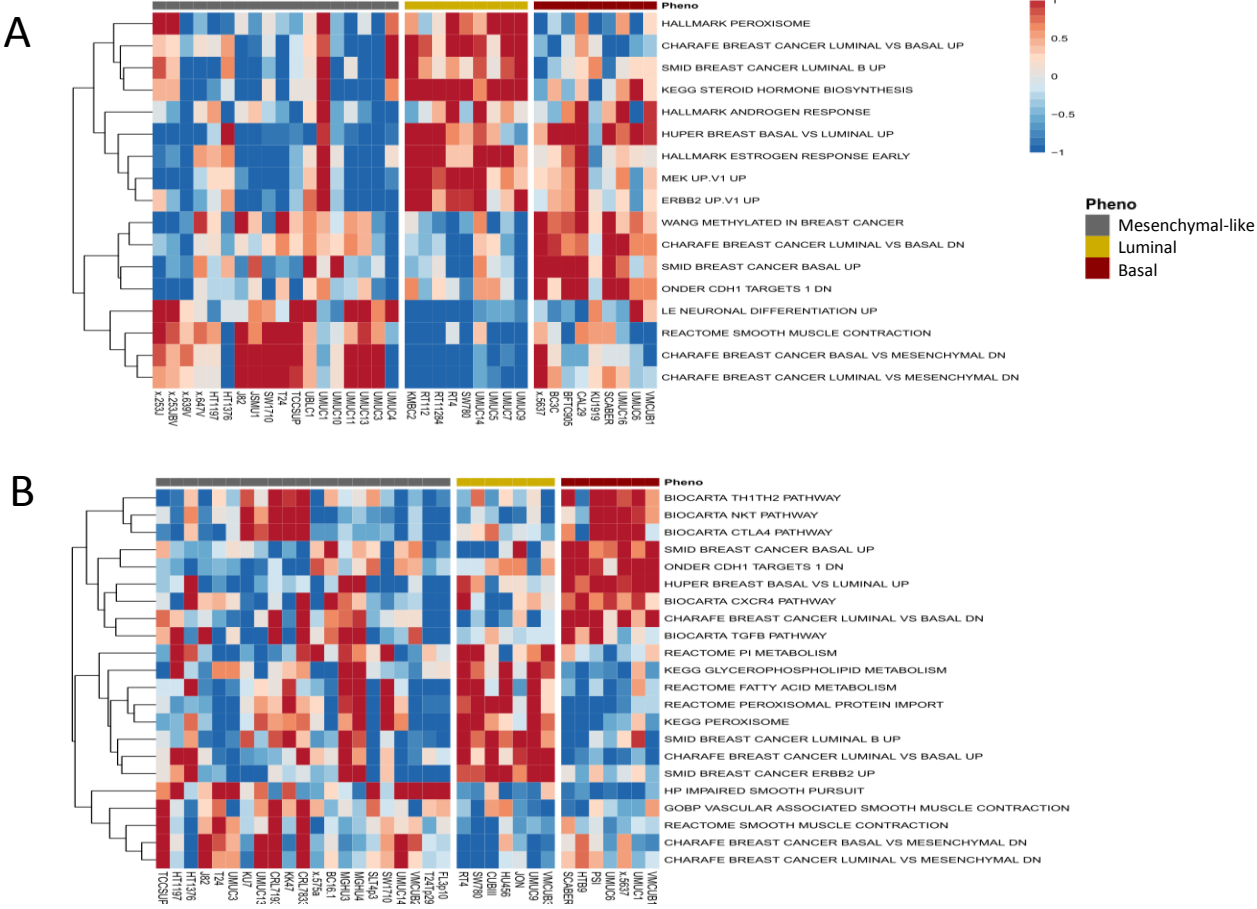 A
Pheno
HALLMARK PEROXISOME
CHARAFE BREAST CANCER LUMINAL VS BASAL UP
SMID BREAST CANCER LUMINAL B UP
KEGG STEROID HORMONE BIOSYNTHESIS
HALLMARK ANDROGEN RESPONSE
HUPER BREAST BASAL VS LUMINAL UP
HALLMARK ESTROGEN RESPONSE EARLY
MEK UP.V1 UP
ERBB2 UP.V1 UP
WANG METHYLATED IN BREAST CANCER
CHARAFE BREAST CANCER LUMINAL VS BASAL DN
SMID BREAST CANCER BASAL UP
ONDER CDH1 TARGETS 1 DN
LE NEURONAL DIFFERENTIATION UP
REACTOME SMOOTH MUSCLE CONTRACTION
CHARAFE BREAST CANCER BASAL VS MESENCHYMAL DN
CHARAFE BREAST CANCER LUMINAL VS MESENCHYMAL DN
x.253J
x.253JBV
x.639V
x.647V
HT1197
HT1376
J82
JSMU1
SW1710
T24
TCCSUP
UBLC1
UMUC1
UMUC10
UMUC11
UMUC13
UMUC3
UMUC4
KMBC2
RT112
RT11284
RT4
SW780
UMUC14
UMUC5
UMUC7
UMUC9
x.5637
BC3C
BFTC905
CAL29
KU1919
SCABER
UMUC16
UMUC6
VMCUB1
1
0.5
0
−0.5
−1
Pheno
Mesenchymal-like
Luminal
Basal
B
Pheno
BIOCARTA TH1TH2 PATHWAY
BIOCARTA NKT PATHWAY
BIOCARTA CTLA4 PATHWAY
SMID BREAST CANCER BASAL UP
ONDER CDH1 TARGETS 1 DN
HUPER BREAST BASAL VS LUMINAL UP
BIOCARTA CXCR4 PATHWAY
CHARAFE BREAST CANCER LUMINAL VS BASAL DN
BIOCARTA TGFB PATHWAY
REACTOME PI METABOLISM
KEGG GLYCEROPHOSPHOLIPID METABOLISM
REACTOME FATTY ACID METABOLISM
REACTOME PEROXISOMAL PROTEIN IMPORT
KEGG PEROXISOME
SMID BREAST CANCER LUMINAL B UP
CHARAFE BREAST CANCER LUMINAL VS BASAL UP
SMID BREAST CANCER ERBB2 UP
HP IMPAIRED SMOOTH PURSUIT
GOBP VASCULAR ASSOCIATED SMOOTH MUSCLE CONTRACTION
REACTOME SMOOTH MUSCLE CONTRACTION
CHARAFE BREAST CANCER BASAL VS MESENCHYMAL DN
CHARAFE BREAST CANCER LUMINAL VS MESENCHYMAL DN
TCCSUP
HT1197
HT1376
J82
T24
UMUC3
KU7
UMUC13
CRL7193
KK47
CRL7833
x.575a
BC16.1
MGHU3
MGHU4
SLT4p3
SW1710
UMUC14
VMCUB2
T24Tp29
FL3p10
RT4
SW780
CUBIII
HU456
JON
UMUC9
VMCUB3
SCABER
HTB9
PSI
UMUC6
x.5637
UMUC1
VMCUB1